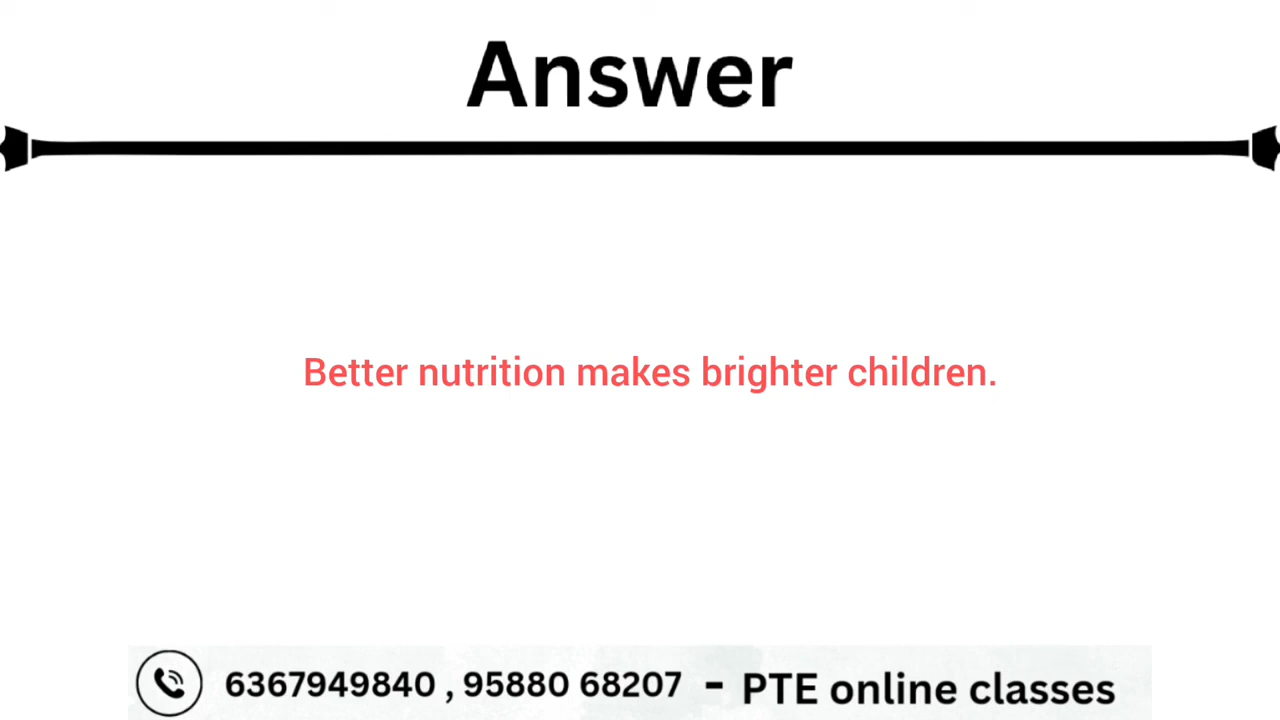 Answer
Better nutrition makes brighter children.
6367949840 , 95880 68207 - PTE online classes